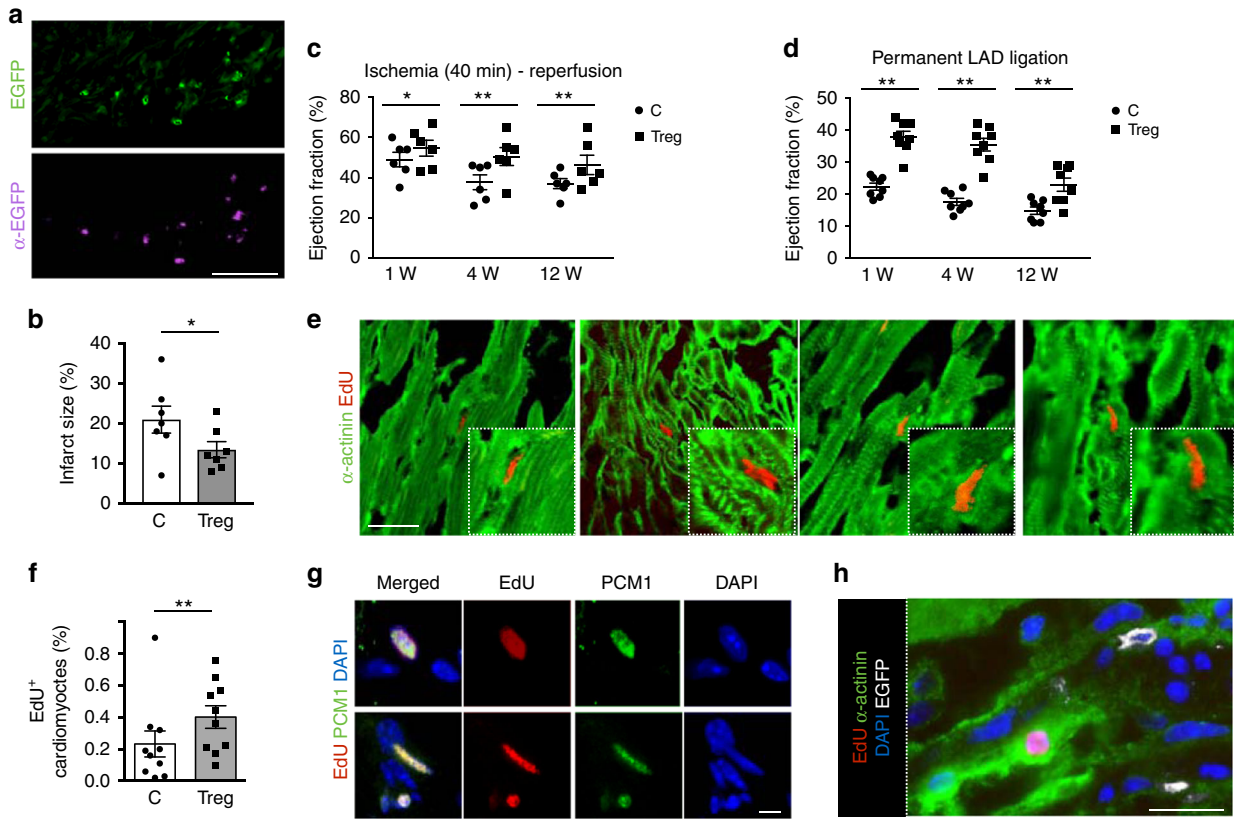 a
EGFP
α-EGFP
b
*
Infarct size (%)
40
30
20
10
0
C
Treg
c
Ischemia (40 min) - reperfusion
Ejection fraction (%)
80
60
40
20
0
*
**
**
C
Treg
1 W
4 W
12 W
d
Permanent LAD ligation
Ejection fraction (%)
50
40
30
20
10
0
**
**
**
C
Treg
1 W
4 W
12 W
e
α-actinin EdU
f
**
EdU+
cardiomyoctes (%)
0.8
0.6
0.4
0.2
0.0
C
Treg
g
Merged
EdU
PCM1
DAPI
EdU PCM1 DAPI
h
EdU α-actinin
DAPI EGFP